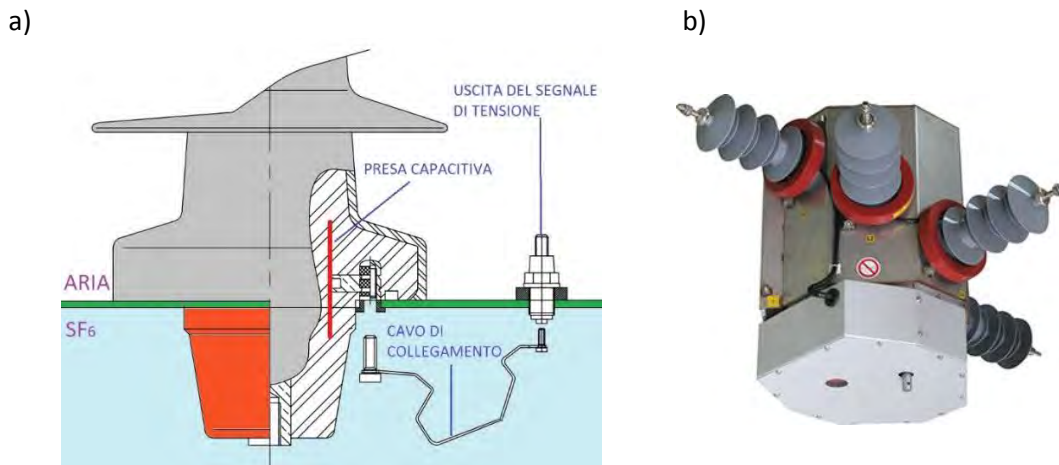 a)
b)
USCITA DEL SEGNALE
DI TENSIONE
PRESA CAPACITIVA
ARIA
SF6
CAVO DI
COLLEGAMENTO